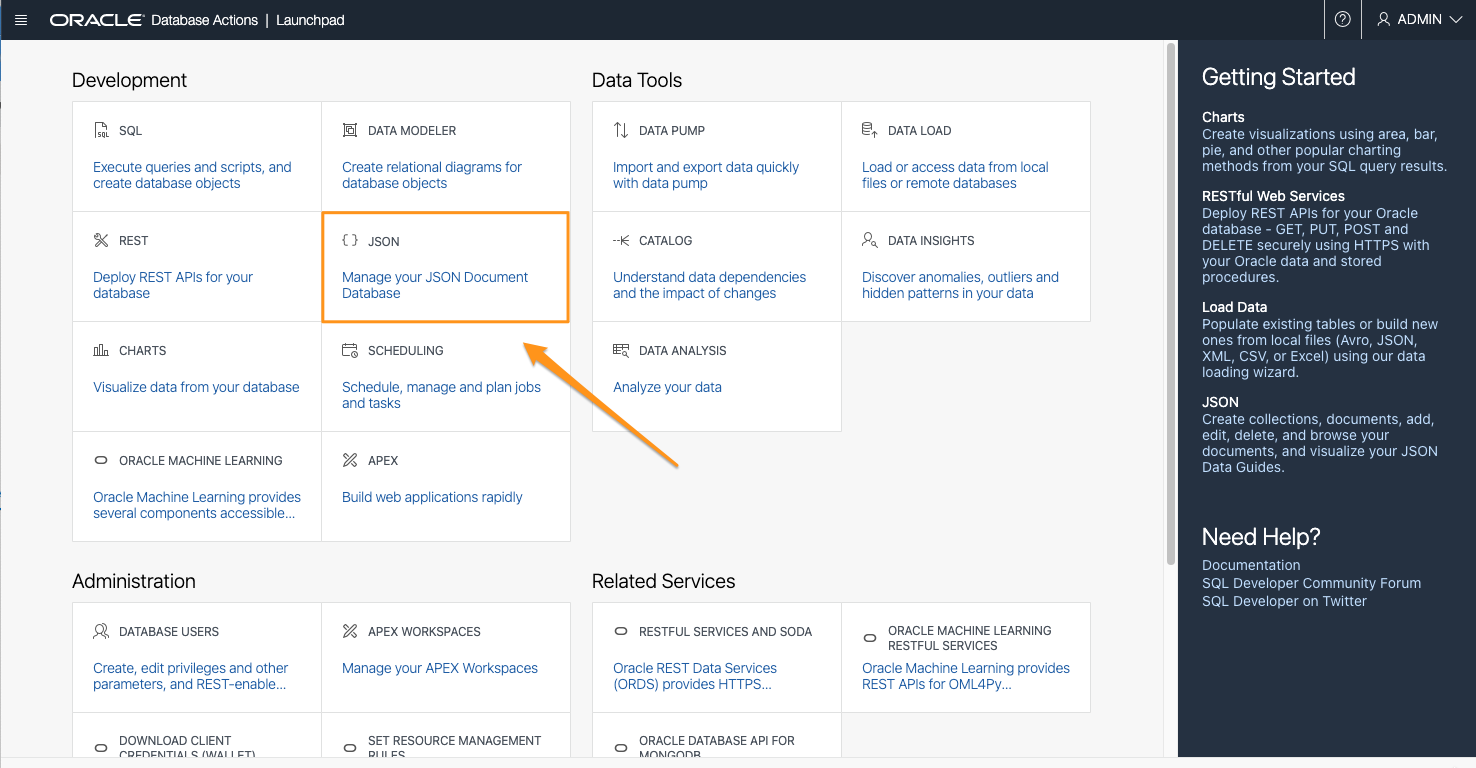 ORACLE Database Actions | Launchpad
ADMIN
Development
SQL
Execute queries and scripts, and
create database objects
DATA MODELER
Create relational diagrams for
database objects
REST
Deploy REST APIs for your
database
{} JSON
Manage your JSON Document
Database
CHARTS
Visualize data from your database
SCHEDULING
Schedule, manage and plan jobs
and tasks
ORACLE MACHINE LEARNING
Oracle Machine Learning provides
several components accessible...
APEX
Build web applications rapidly
Data Tools
DATA PUMP
Import and export data quickly
with data pump
DATA LOAD
Load or access data from local
files or remote databases
CATALOG
Understand data dependencies
and the impact of changes
DATA INSIGHTS
Discover anomalies, outliers and
hidden patterns in your data
DATA ANALYSIS
Analyze your data
Administration
DATABASE USERS
Create, edit privileges and other
parameters, and REST-enable...
APEX WORKSPACES
Manage your APEX Workspaces
DOWNLOAD CLIENT
CREDENTIALS (WALLET)
SET RESOURCE MANAGEMENT
RULES
Related Services
RESTFUL SERVICES AND SODA
Oracle REST Data Services
(ORDS) provides HTTPS...
ORACLE MACHINE LEARNING
RESTFUL SERVICES
Oracle Machine Learning provides
REST APIs for OML4Py...
ORACLE DATABASE API FOR
MONGODB
Getting Started
Charts
Create visualizations using area, bar,
pie, and other popular charting
methods from your SQL query results.
RESTful Web Services
Deploy REST APIs for your Oracle
database - GET, PUT, POST and
DELETE securely using HTTPS with
your Oracle data and stored
procedures.
Load Data
Populate existing tables or build new
ones from local files (Avro, JSON,
XML, CSV, or Excel) using our data
loading wizard.
JSON
Create collections, documents, add,
edit, delete, and browse your
documents, and visualize your JSON
Data Guides.
Need Help?
Documentation
SQL Developer Community Forum
SQL Developer on Twitter